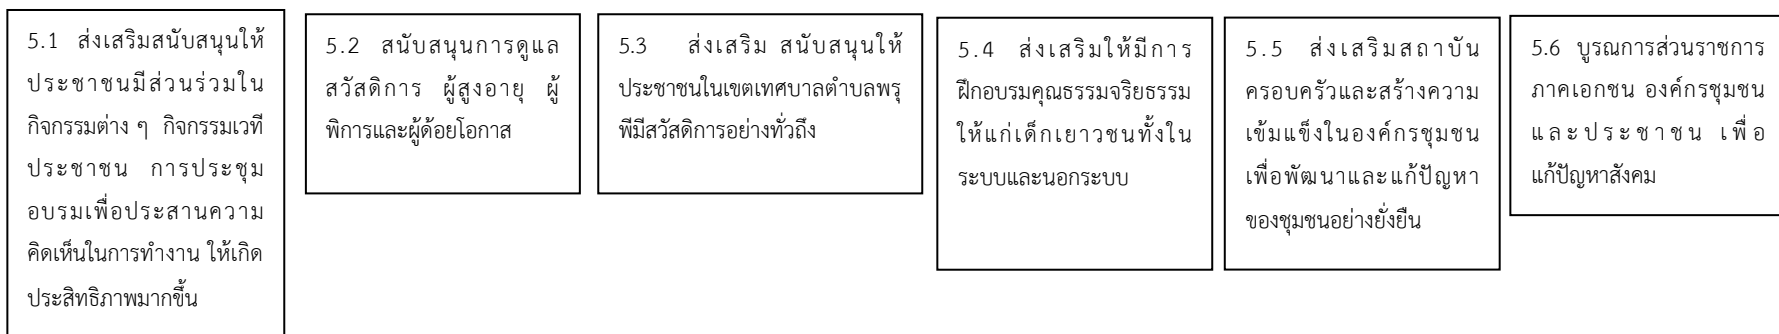 5.1 ส่งเสริมสนับสนุนให้
ประชาชนมีส่วนร่วมใน
กิจกรรมต่าง ๆ กิจกรรมเวที
ประชาชน การประชุม
อบรมเพื่อประสานความ
คิดเห็นในการทำงาน ให้เกิด
ประสิทธิภาพมากขึ้น
5.2 สนับสนุนการดูแล
สวัสดิการ ผู้สูงอายุ ผู้
พิการและผู้ด้อยโอกาส
5.3 ส่งเสริม สนับสนุนให้
ประชาชนในเขตเทศบาลตำบลพรุ
พีมีสวัสดิการอย่างทั่วถึง
5.4 ส่งเสริมให้มีการ
ฝึกอบรมคุณธรรมจริยธรรม
ให้แก่เด็กเยาวชนทั้งใน
ระบบและนอกระบบ
5.5 ส่งเสริมสถาบัน
ครอบครัวและสร้างความ
เข้มแข็งในองค์กรชุมชน
เพื่อพัฒนาและแก้ปัญหา
ของชุมชนอย่างยั่งยืน
5.6 บูรณการส่วนราชการ
ภาคเอกชน องค์กรชุมชน
และประชาชน เพื่อ
แก้ปัญหาสังคม